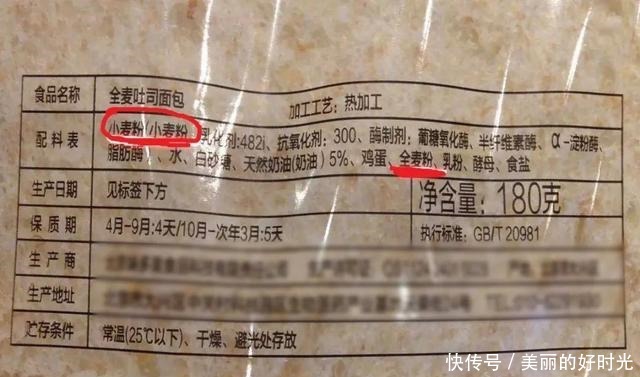 食品名称 全麦吐司面包 加工工艺：热加工
配料表 小麦粉(小麦粉、乳化剂:482i、抗氧化剂：300、酶制剂：葡糖氧化酶、半纤维素酶、α-淀粉酶、
脂肪酶)、水、白砂糖、天然奶油(奶油)5%、鸡蛋、全麦粉、乳粉、酵母、食盐
生产日期 见标签下方 净含量：180克
保质期 4月-9月:4天/10月-次年3月:5天 执行标准：GB/T 20981
生产商
生产地址
贮存条件 常温(25℃以下)、干燥、避光处存放
快传号/美丽的好时光